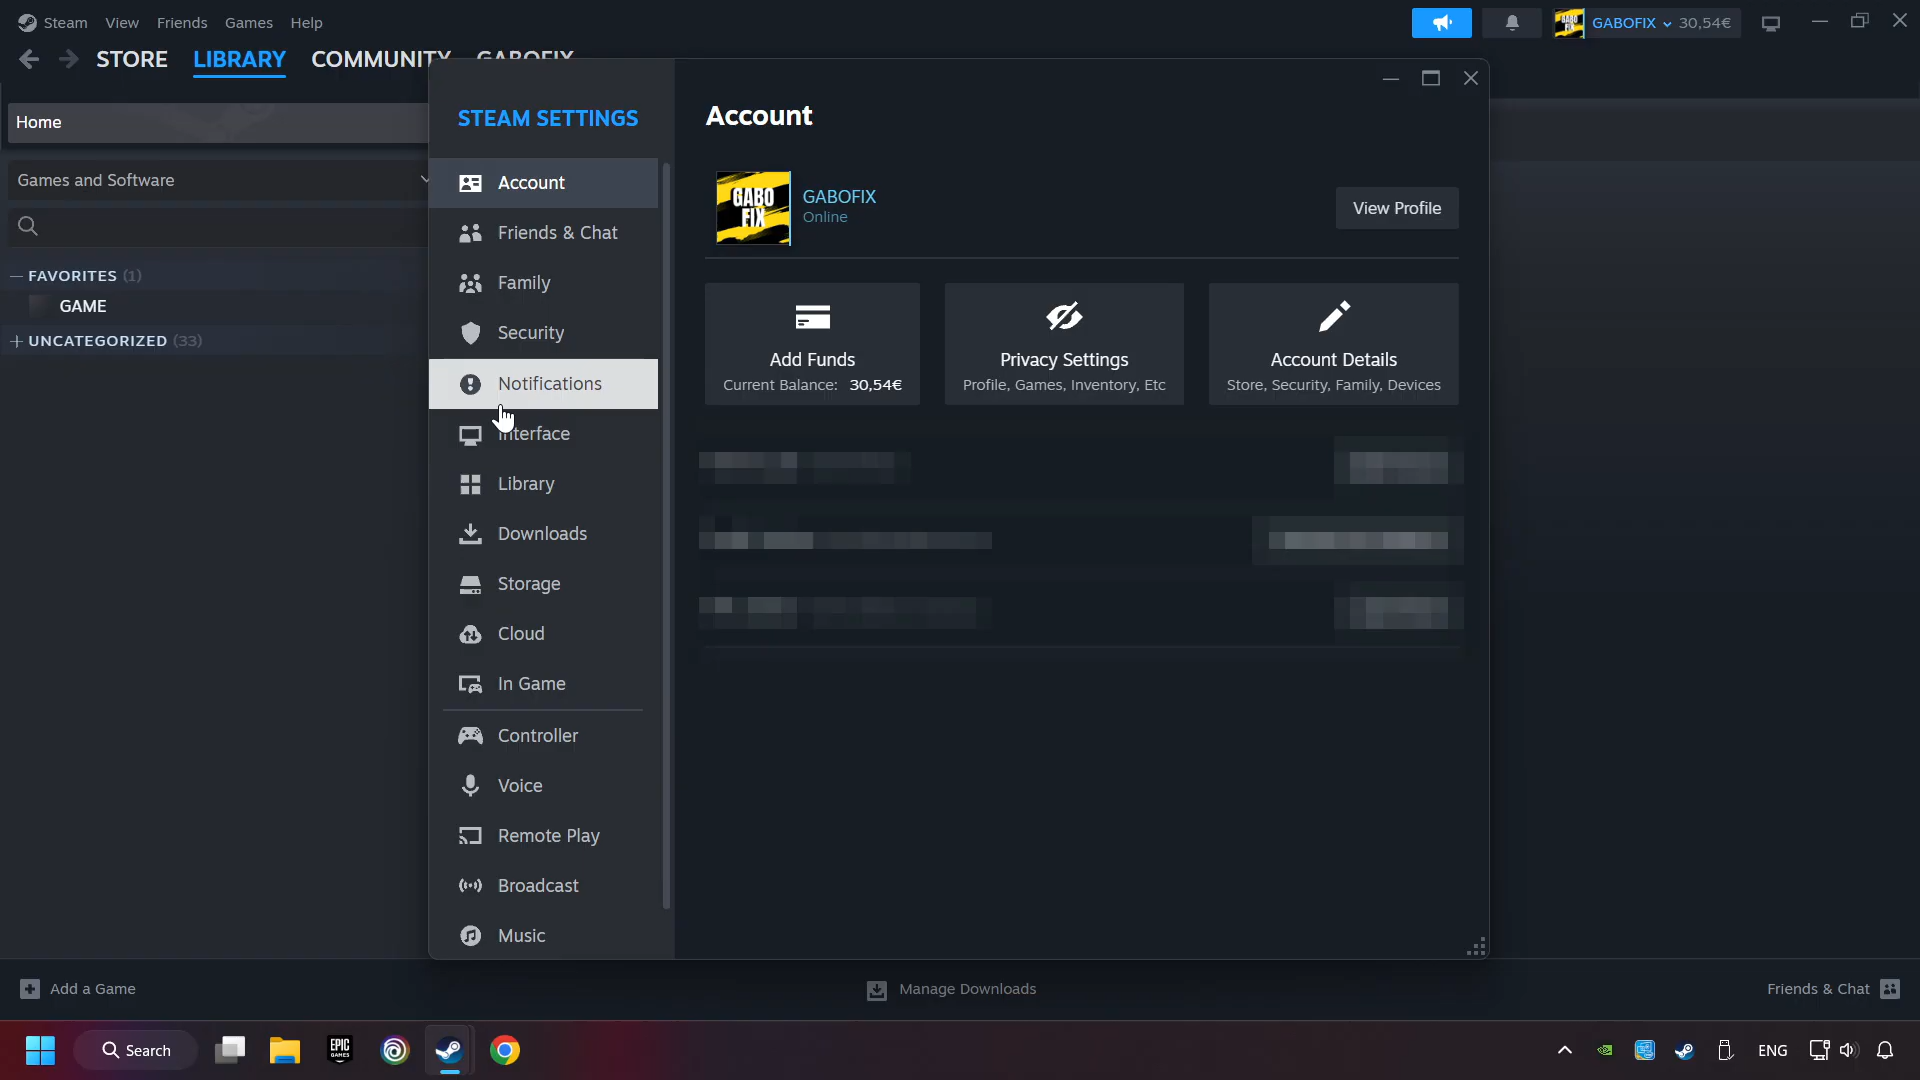 Steam View Friends Games Help
GABOFIX 30,54€
STORE LIBRARY COMMUNITY GABOFIX
Home
Games and Software
FAVORITES (1)
GAME
UNCATEGORIZED (33)
STEAM SETTINGS
Account
Friends & Chat
Family
Security
Notifications
Interface
Library
Downloads
Storage
Cloud
In Game
Controller
Voice
Remote Play
Broadcast
Music
Account
GABO
FIX
GABOFIX
Online
View Profile
Add Funds
Current Balance: 30,54€
Privacy Settings
Profile, Games, Inventory, Etc
Account Details
Store, Security, Family, Devices
Add a Game
Manage Downloads
Friends & Chat
Search
EPIC
GAMES
ENG